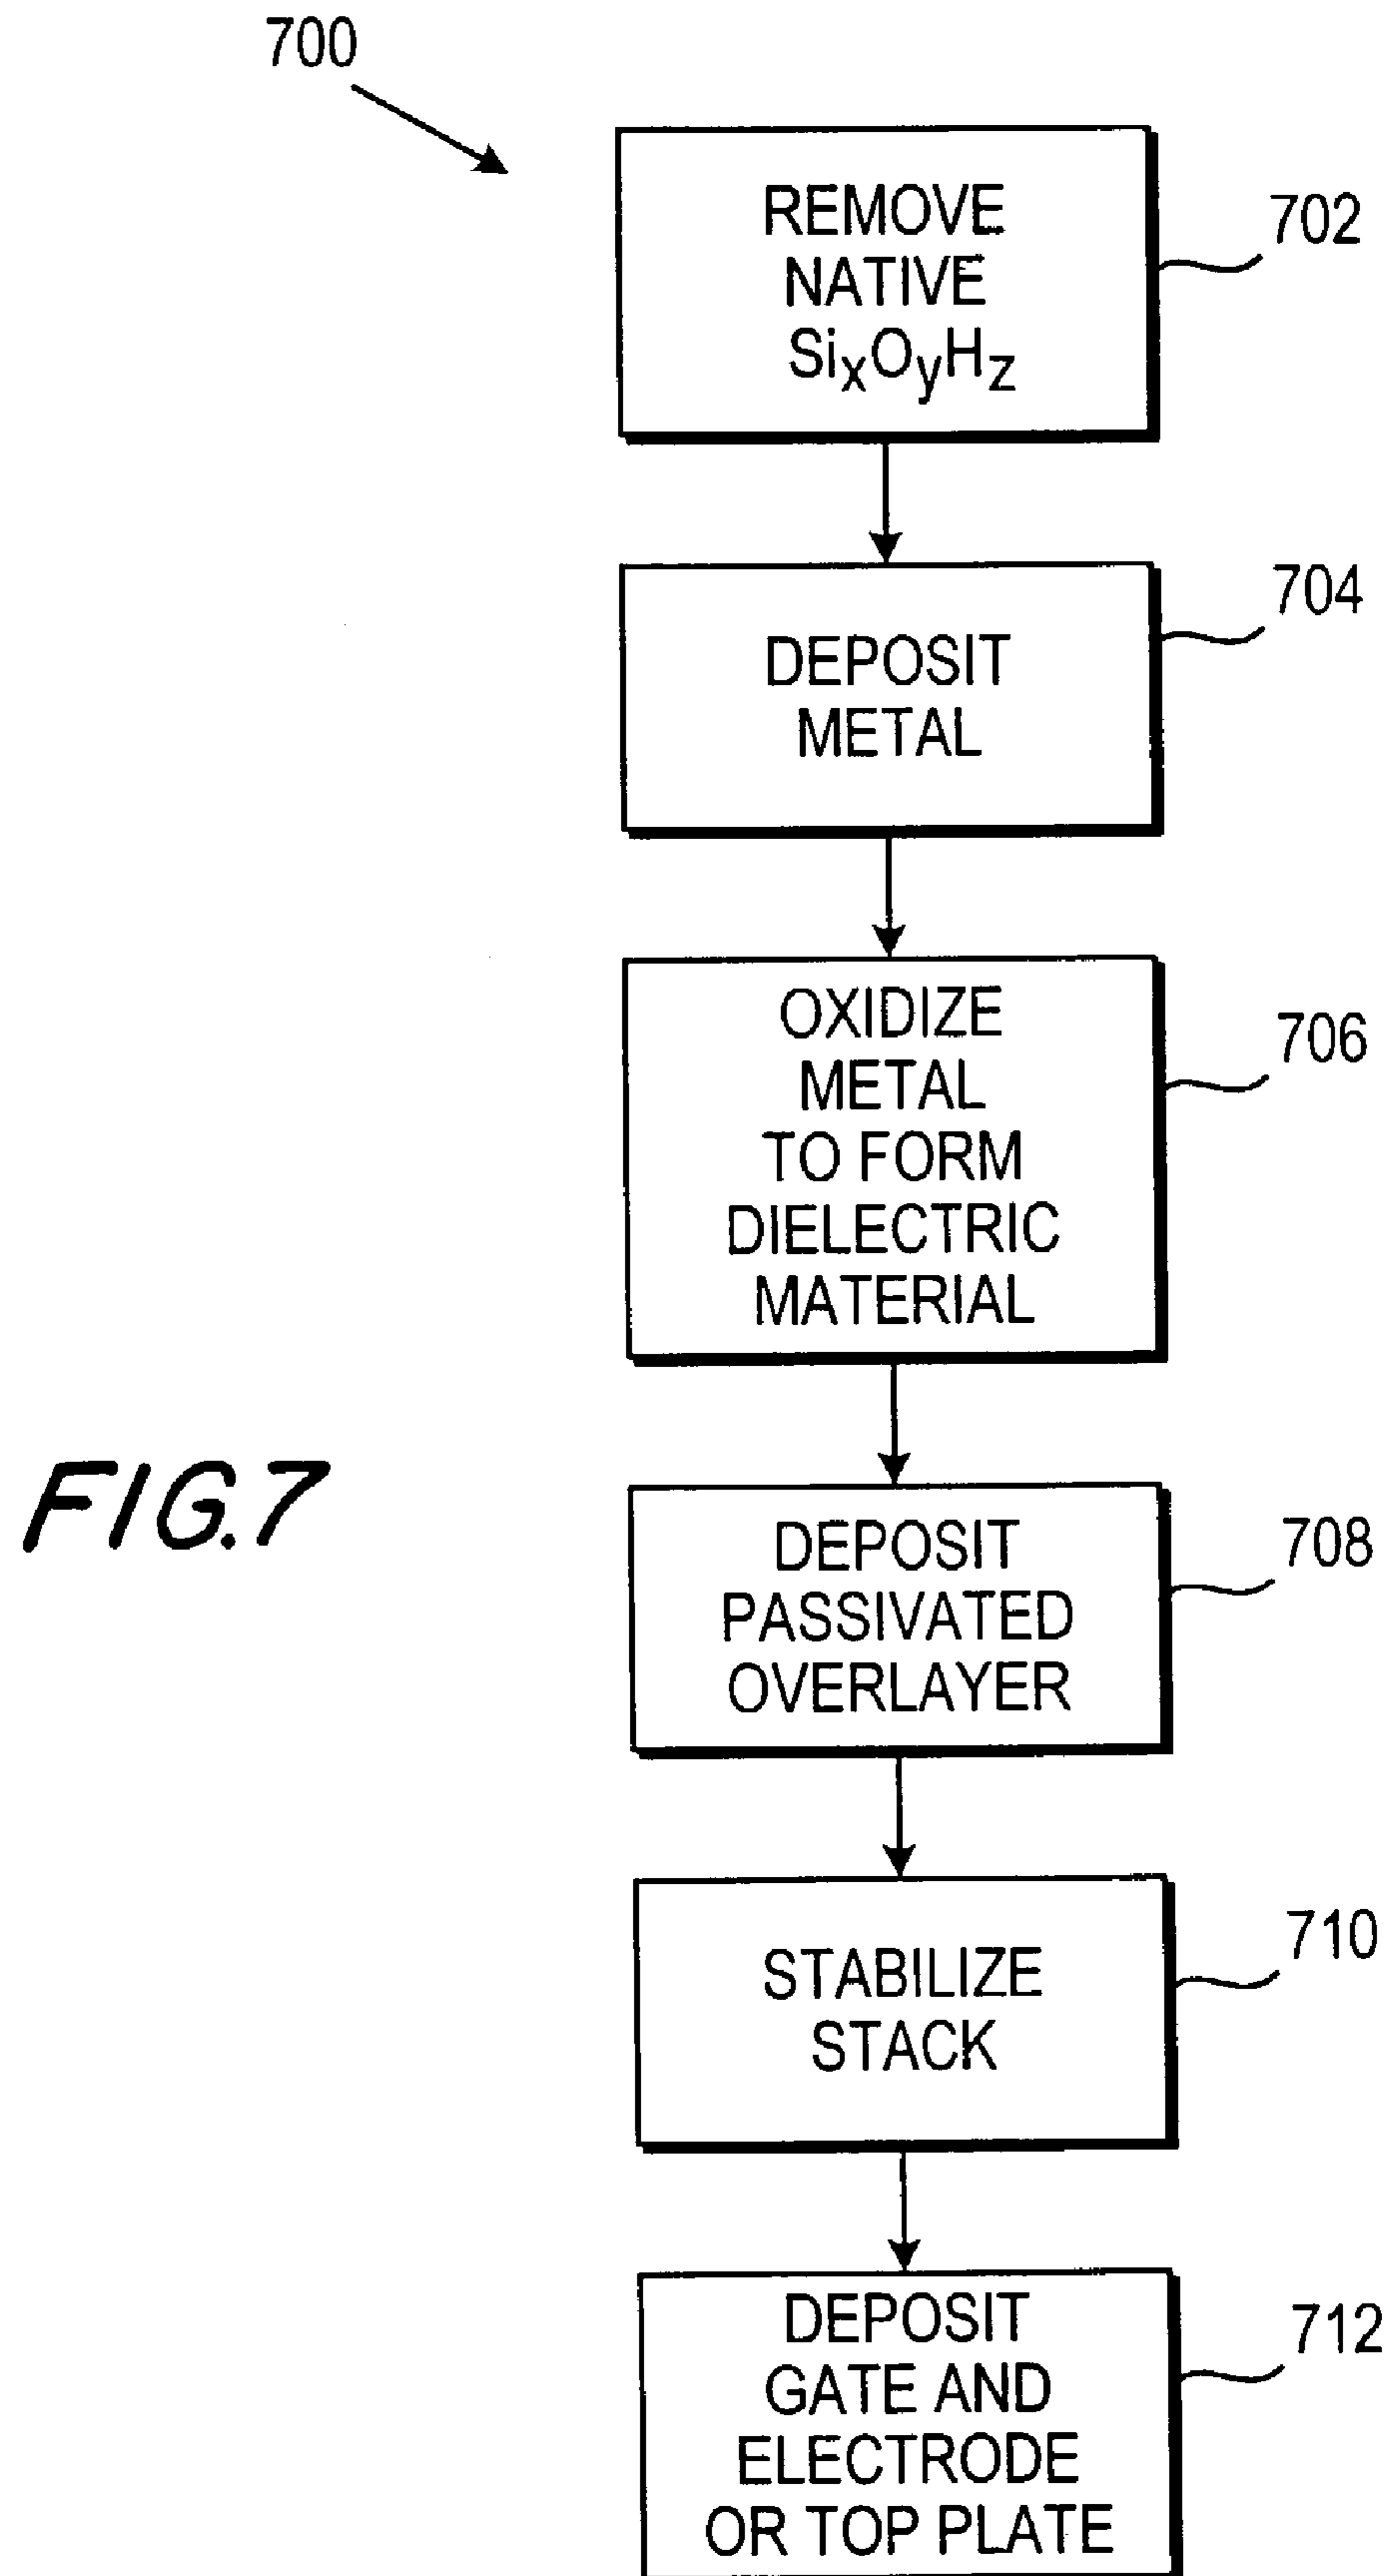 700
REMOVE
NATIVE
SixOyHz
702
DEPOSIT
METAL
704
OXIDIZE
METAL
TO FORM
DIELECTRIC
MATERIAL
706
DEPOSIT
PASSIVATED
OVERLAYER
708
FIG.7
STABILIZE
STACK
710
DEPOSIT
GATE AND
ELECTRODE
OR TOP PLATE
712